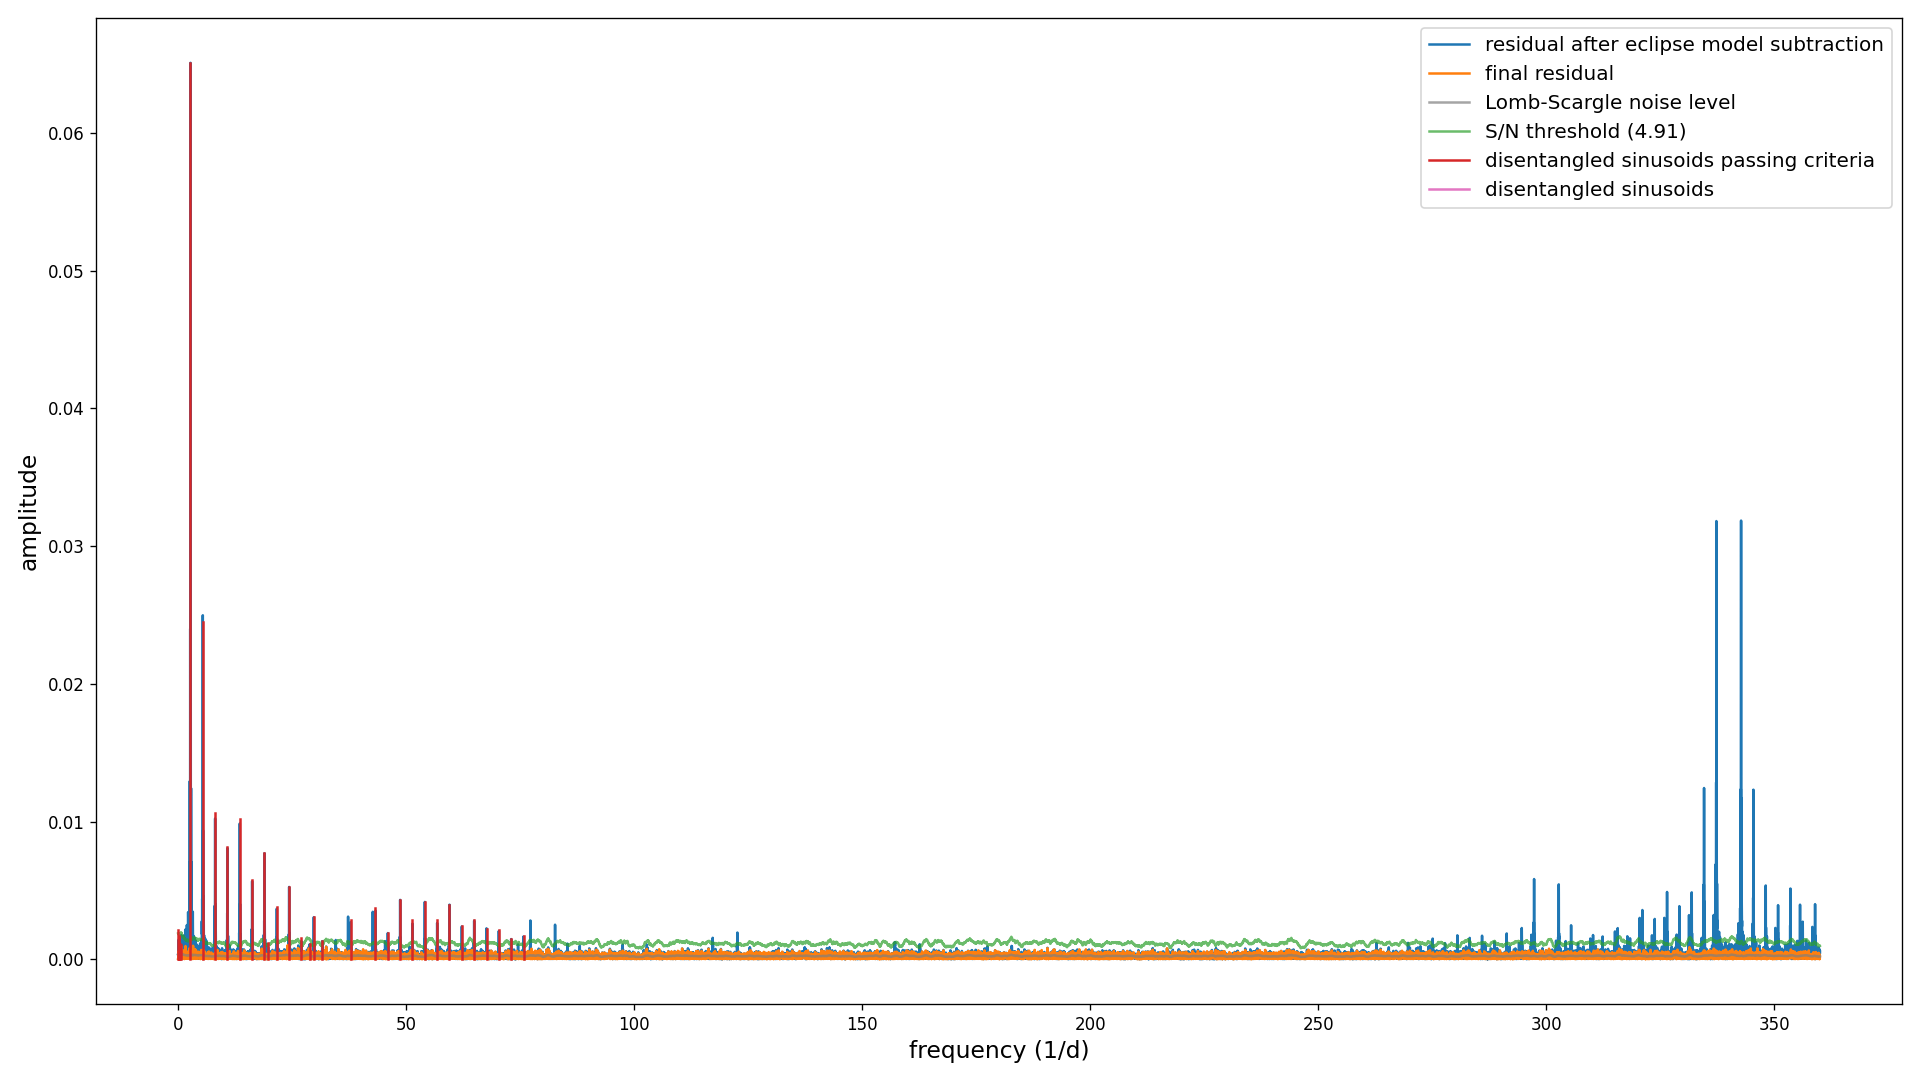 residual after eclipse model subtraction
final residual
Lomb-Scargle noise level
S/N threshold (4.91)
disentangled sinusoids passing criteria
disentangled sinusoids
0.06
0.05
0.04
0.03
0.02
0.01
0.00
amplitude
0 50 100 150 200 250 300 350
frequency (1/d)